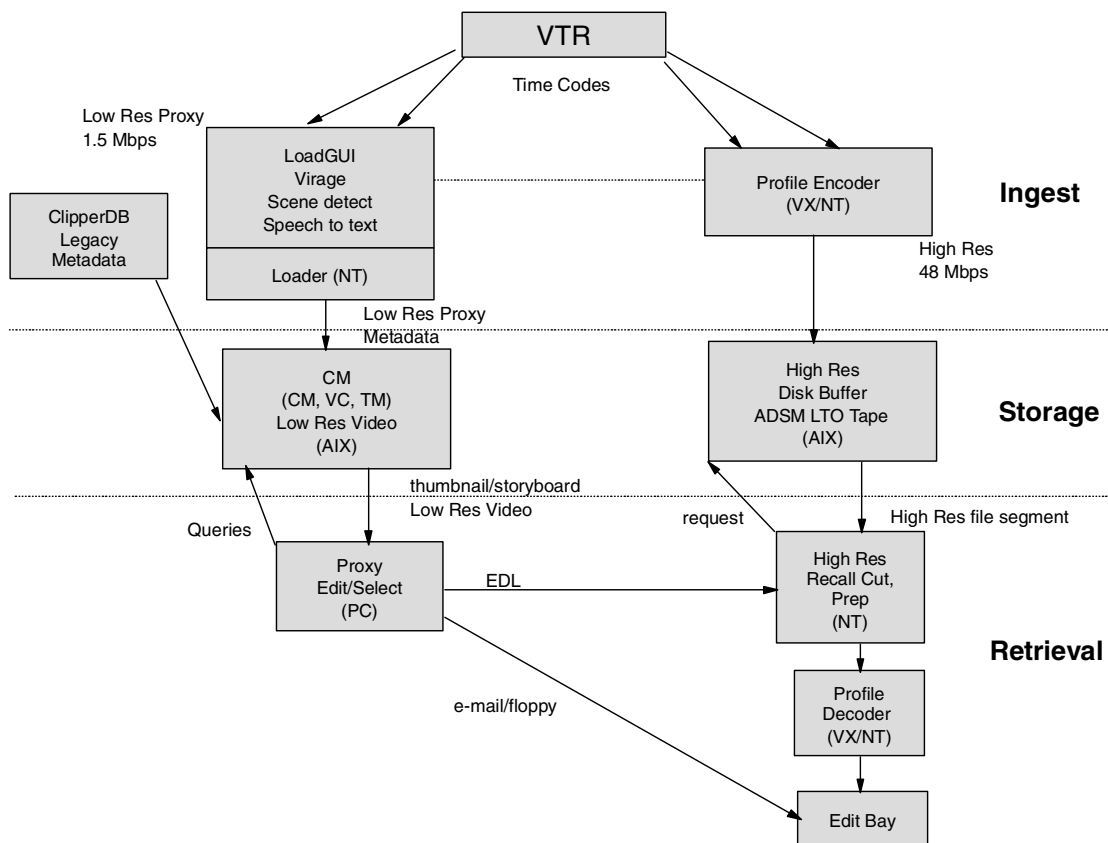 VTR
Time Codes
Low Res Proxy
1.5 Mbps
LoadGUI
Virage
Scene detect
Speech to text
Loader (NT)
Profile Encoder
(VX/NT)
Ingest
ClipperDB
Legacy
Metadata
High Res
48 Mbps
Low Res Proxy
Metadata
CM
(CM, VC, TM)
Low Res Video
(AIX)
High Res
Disk Buffer
ADSM LTO Tape
(AIX)
Storage
thumbnail/storyboard
Low Res Video
Queries
request
High Res file segment
Proxy
Edit/Select
(PC)
EDL
High Res
Recall Cut,
Prep
(NT)
Retrieval
e-mail/floppy
Profile
Decoder
(VX/NT)
Edit Bay